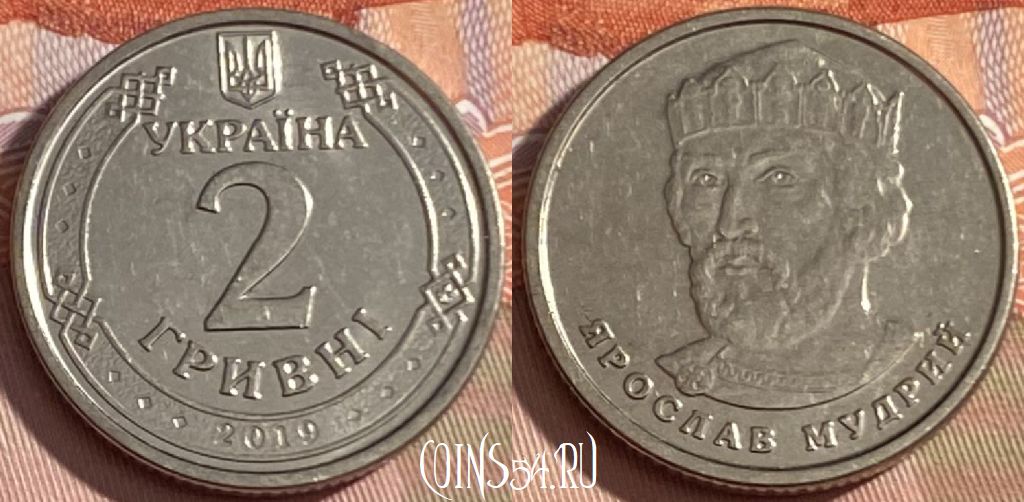 УКРАЇНА
2
ГРИВНІ
2019
ЯРОСЛАВ МУДРИЙ
COINS54.RU